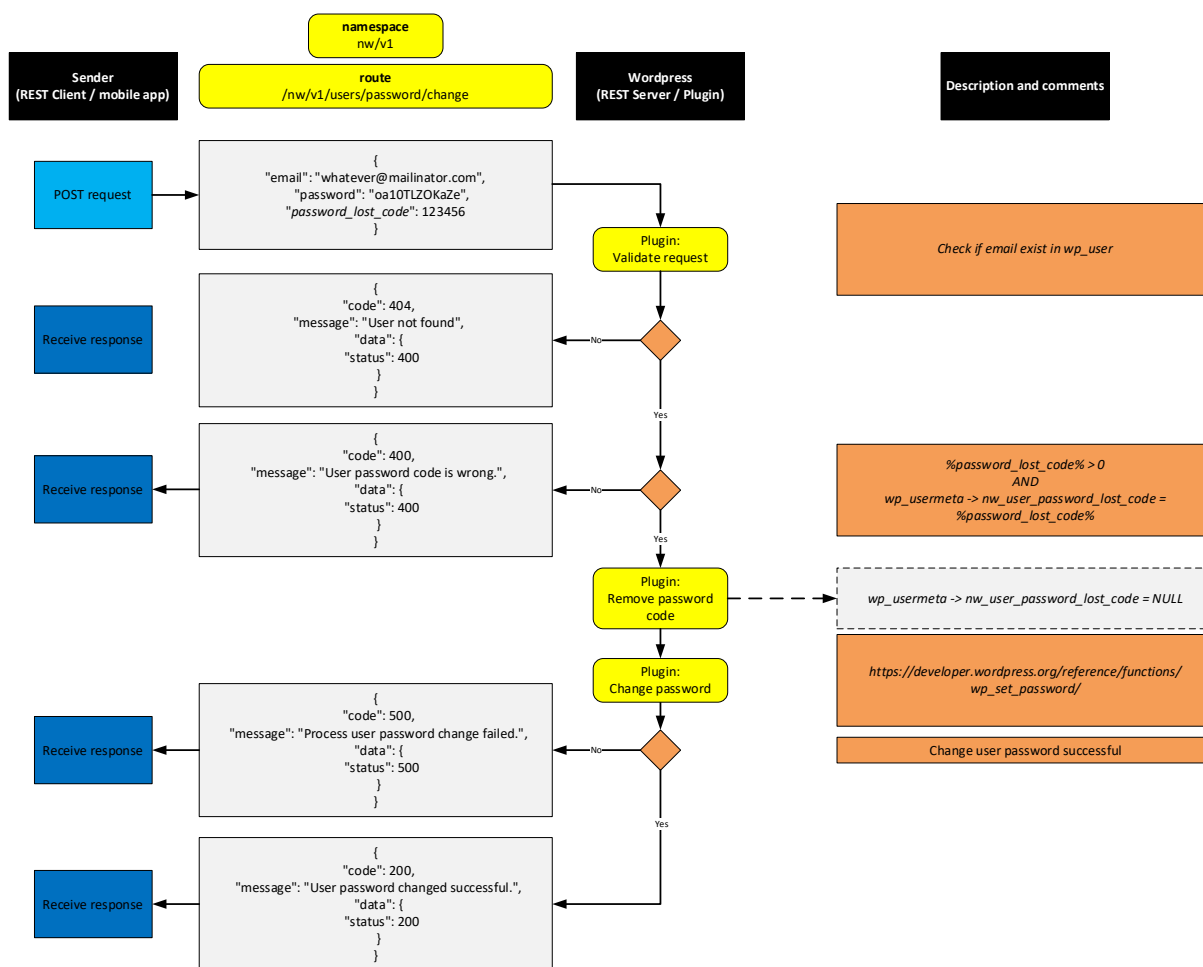 namespace
nw/v1
Sender
(REST Client / mobile app)
route
/nw/v1/users/password/change
Wordpress
(REST Server / Plugin)
Description and comments
POST request
{
"email": "whatever@mailinator.com",
"password": "oa10TLZOKaZe",
"password_lost_code": 123456
}
Plugin:
Validate request
Check if email exist in wp_user
Receive response
{
"code": 404,
"message": "User not found",
"data": {
"status": 400
}
}
No
Yes
Receive response
{
"code": 400,
"message": "User password code is wrong.",
"data": {
"status": 400
}
}
No
%password_lost_code% > 0
AND
wp_usermeta -> nw_user_password_lost_code =
%password_lost_code%
Yes
Plugin:
Remove password
code
wp_usermeta -> nw_user_password_lost_code = NULL
Plugin:
Change password
https://developer.wordpress.org/reference/functions/
wp_set_password/
Receive response
{
"code": 500,
"message": "Process user password change failed.",
"data": {
"status": 500
}
}
No
Change user password successful
Yes
Receive response
{
"code": 200,
"message": "User password changed successful.",
"data": {
"status": 200
}
}